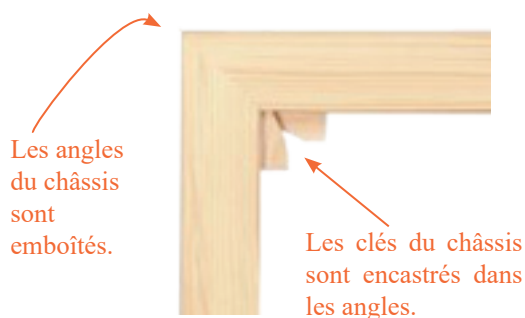 Les angles
du châssis
sont
emboîtés.
Les clés du châssis
sont encastrés dans
les angles.